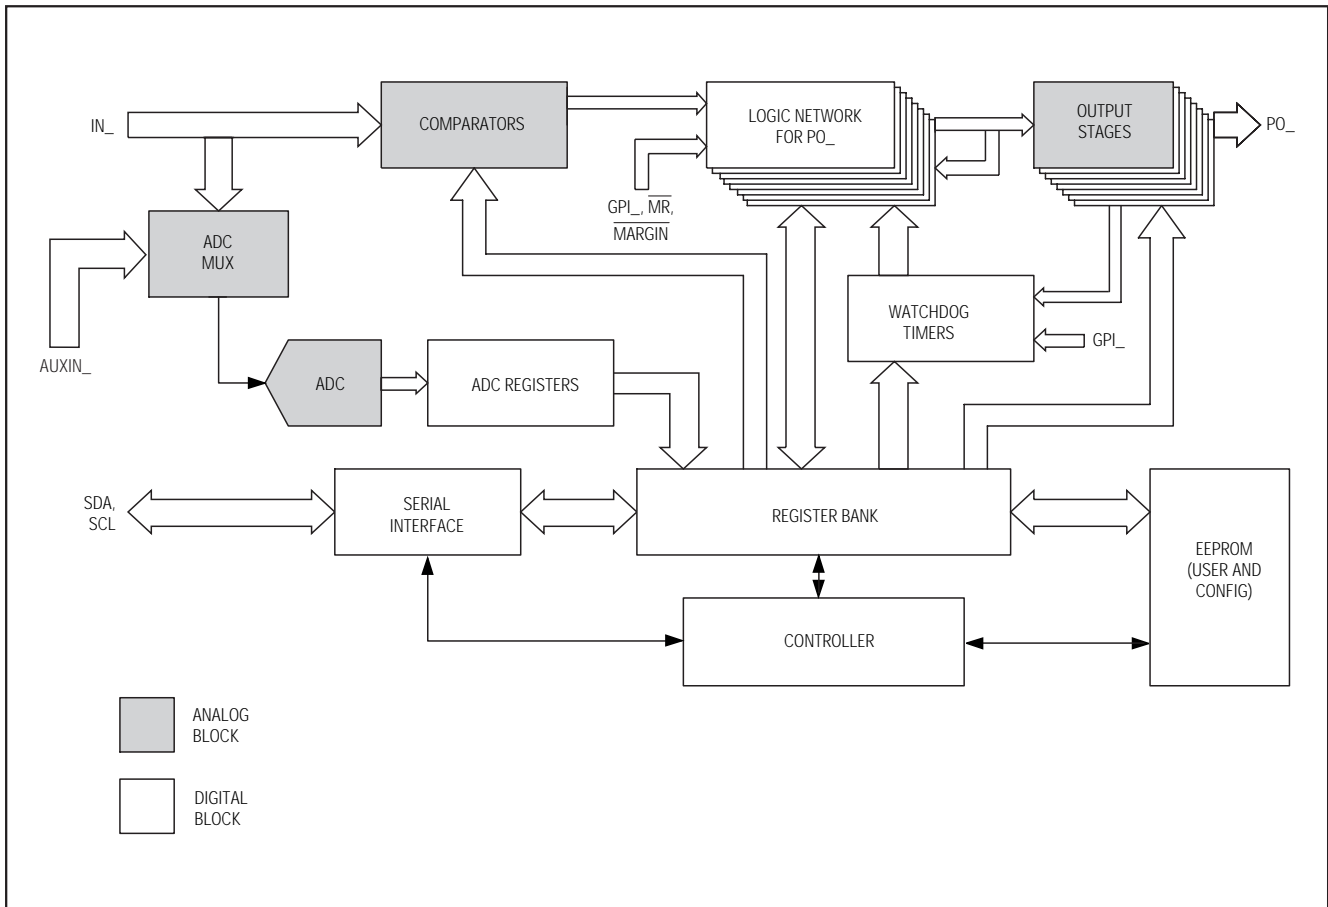 IN_
COMPARATORS
LOGIC NETWORK
FOR PO_
OUTPUT
STAGES
PO_
GPI_, MR,
MARGIN
ADC
MUX
AUXIN_
WATCHDOG
TIMERS
GPI_
ADC
ADC REGISTERS
SDA,
SCL
SERIAL
INTERFACE
REGISTER BANK
EEPROM
(USER AND
CONFIG)
CONTROLLER
ANALOG
BLOCK
DIGITAL
BLOCK